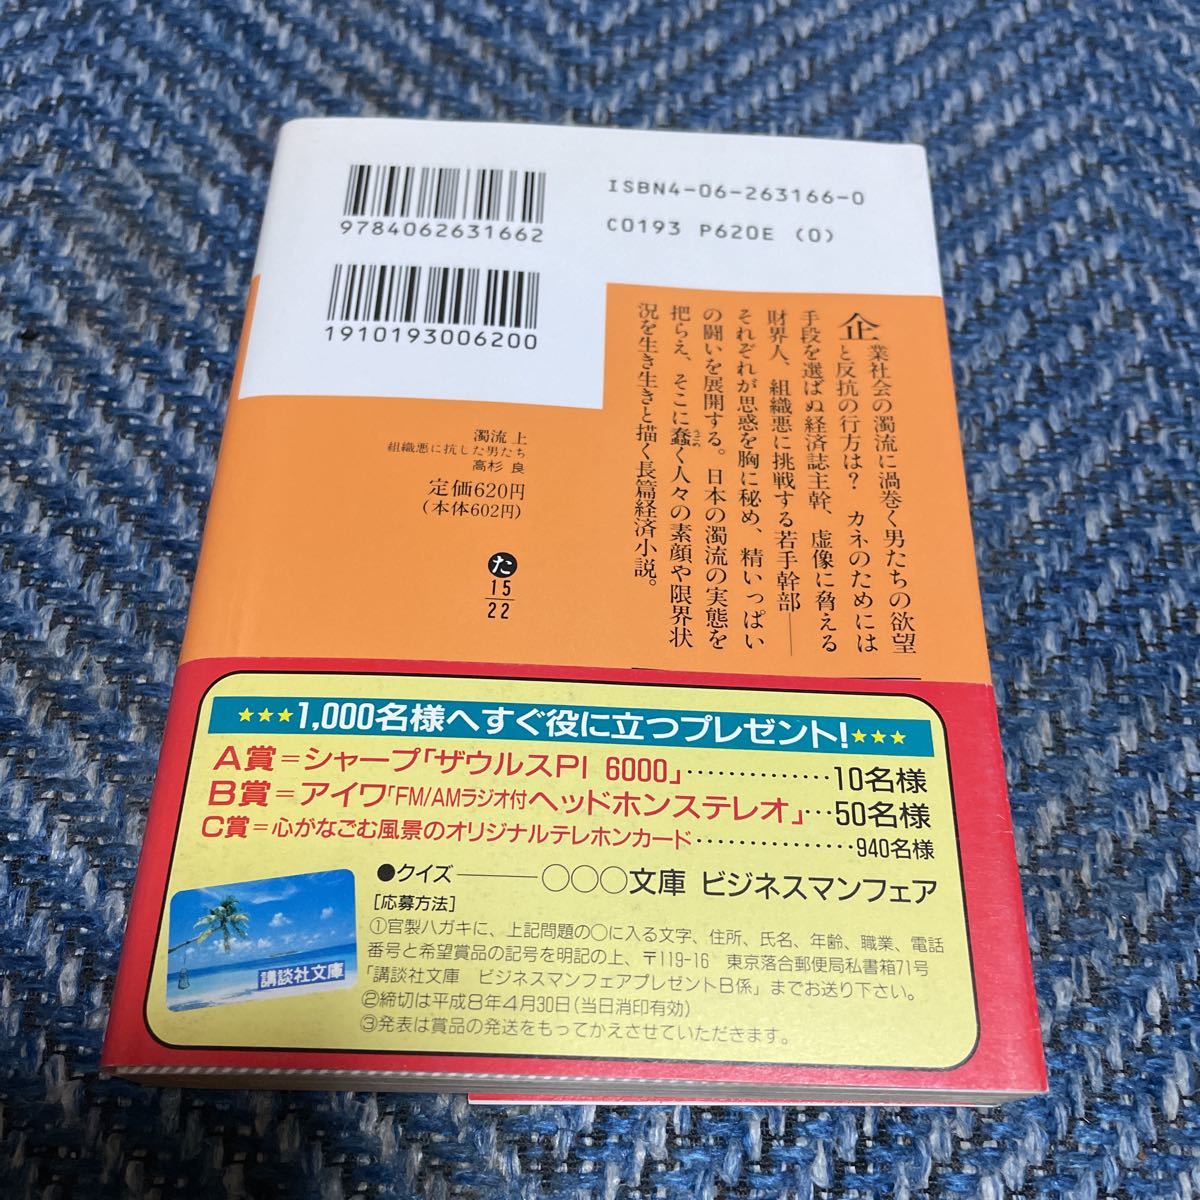 9784062631662
ISBN4-06-263166-0
C0193 P620E (0)
1910193006200
企業社会の濁流に渦巻く男たちの欲望
と反抗の行方は? カネのためには
手段を選ばぬ経済誌主幹、虚像に脅える
財界人、組織悪に挑戦する若手幹部――
それぞれが思惑を胸に秘め、精いっぱい
の闘いを展開する。日本の濁流の実態を
把らえ、そこに蠢く人々の素顔や限界状
うごめ
況を生き生きと描く長篇経済小説。
濁流 上
組織悪に抗した男たち
高杉 良
定価620円
(本体602円)
た
15
22
★★★1,000名様へすぐ役に立つプレゼント!★★★
A賞=シャープ「ザウルスPI 6000」……………10名様
B賞=アイワ「FM/AMラジオ付ヘッドホンステレオ」…50名様
C賞=心がなごむ風景のオリジナルテレホンカード……………940名様
●クイズ――○○○文庫 ビジネスマンフェア
[応募方法]
①官製ハガキに、上記問題の○に入る文字、住所、氏名、年齢、職業、電話
番号と希望賞品の記号を明記の上、〒119-16 東京落合郵便局私書箱71号
「講談社文庫 ビジネスマンフェアプレゼントB係」までお送り下さい。
②締切は平成8年4月30日(当日消印有効)
③発表は賞品の発送をもってかえさせていただきます。
講談社文庫